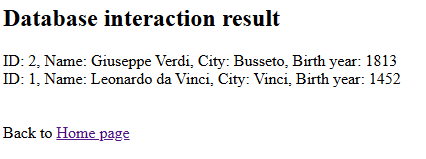 Database interaction result
ID: 2, Name: Giuseppe Verdi, City: Busseto, Birth year: 1813
ID: 1, Name: Leonardo da Vinci, City: Vinci, Birth year: 1452
Back to Home page